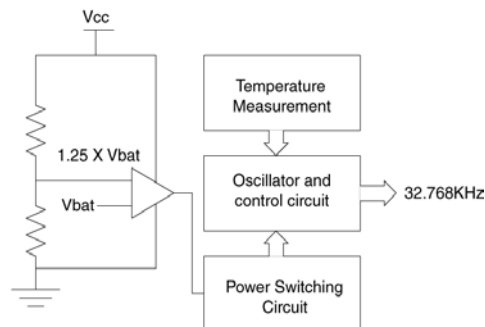 Vcc
Temperature
Measurement
1.25 X Vbat
Vbat
Oscillator and
control circuit
32.768KHz
Power Switching
Circuit